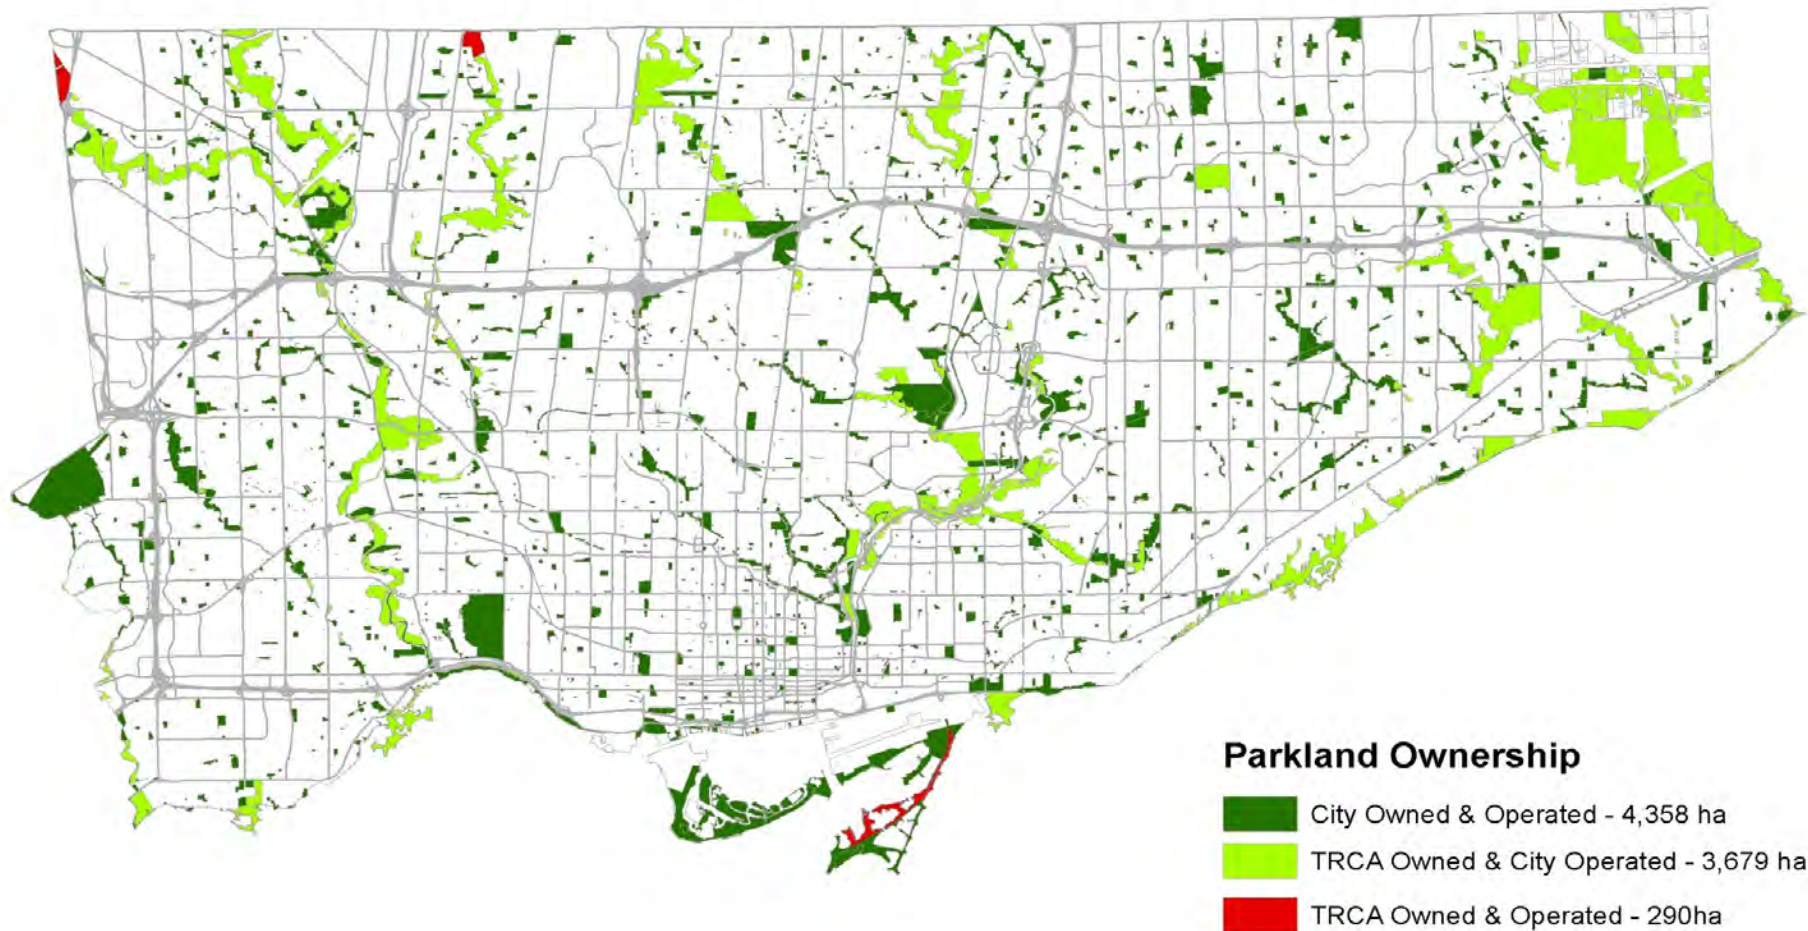 Parkland Ownership
City Owned & Operated - 4,358 ha
TRCA Owned & City Operated - 3,679 ha
TRCA Owned & Operated - 290ha